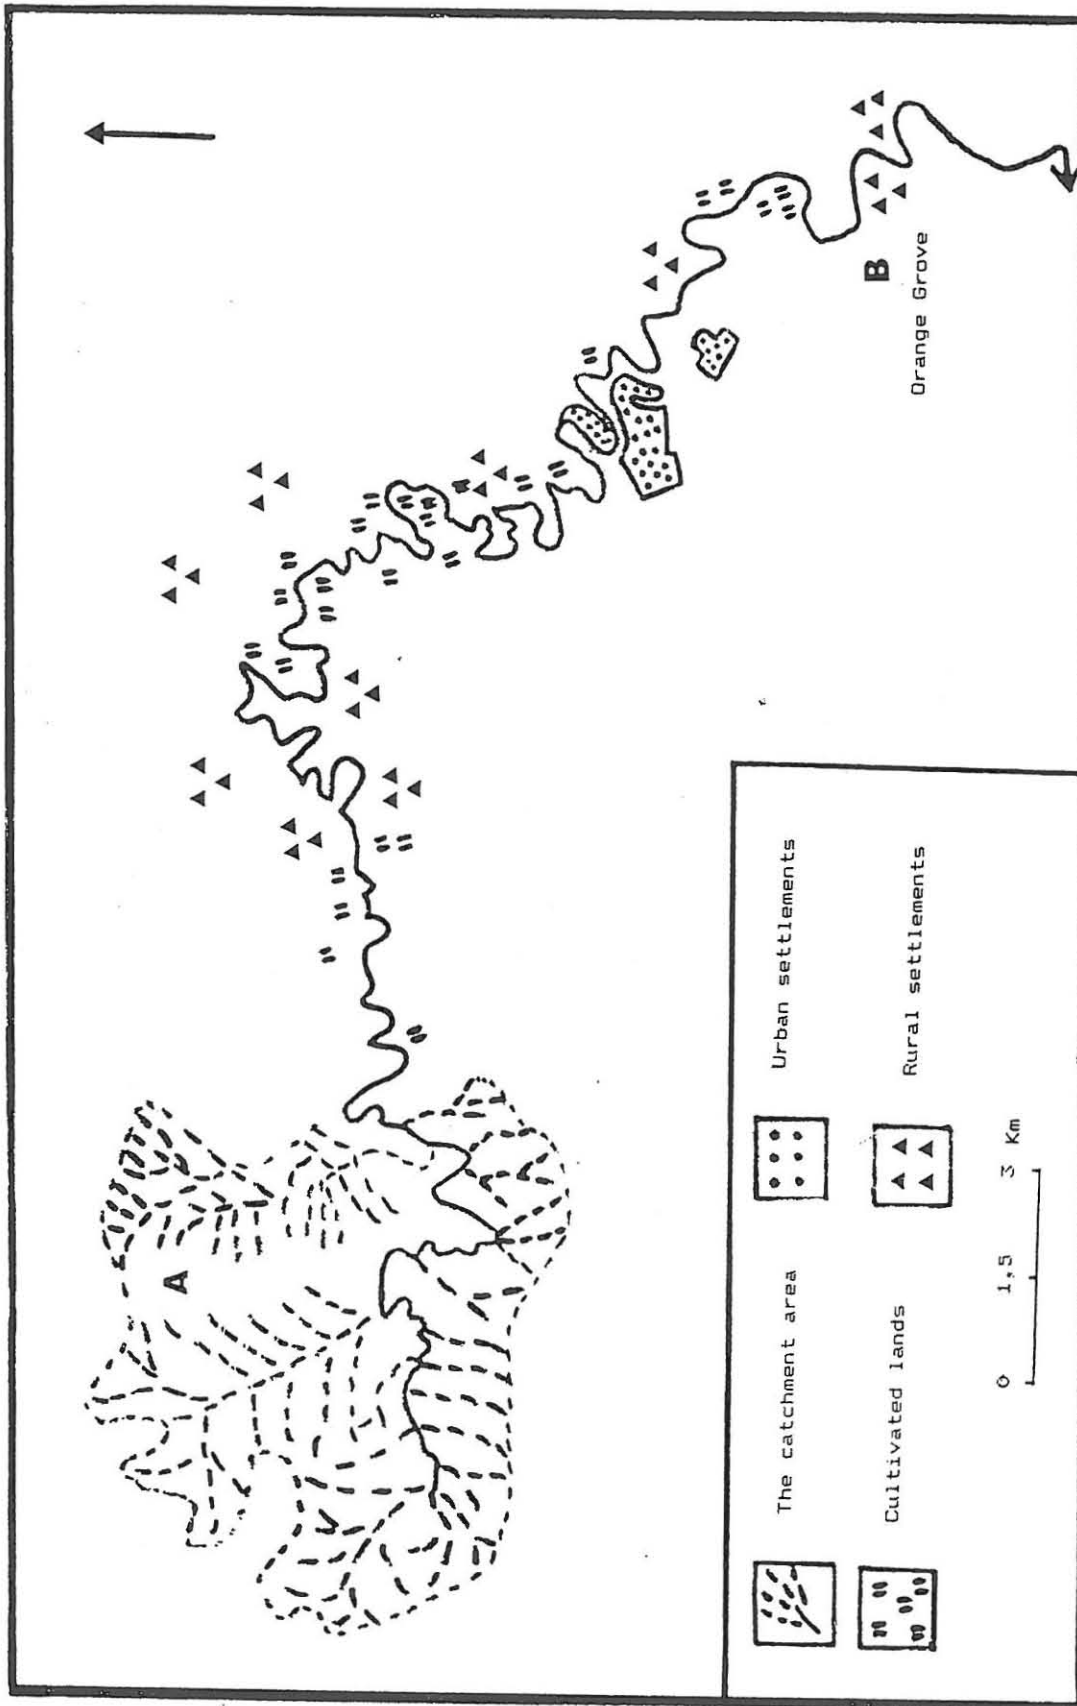 A
B
Orange Grove
The catchment area
Urban settlements
Cultivated lands
Rural settlements
0 1,5 3 Km